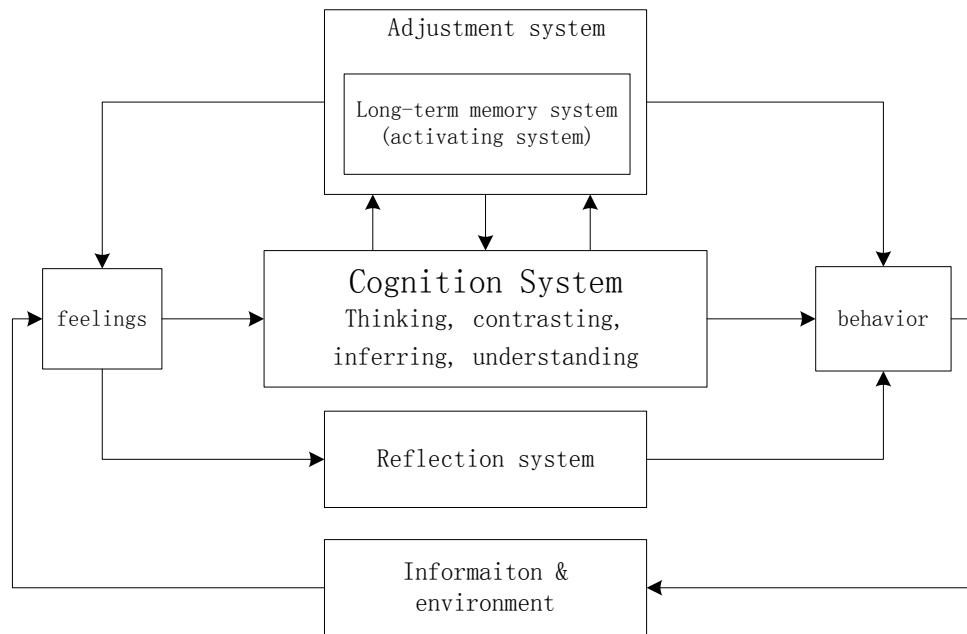 Adjustment system
Long-term memory system
(activating system)
Cognition System
Thinking, contrasting,
inferring, understanding
feelings
behavior
Reflection system
Informaiton &
environment